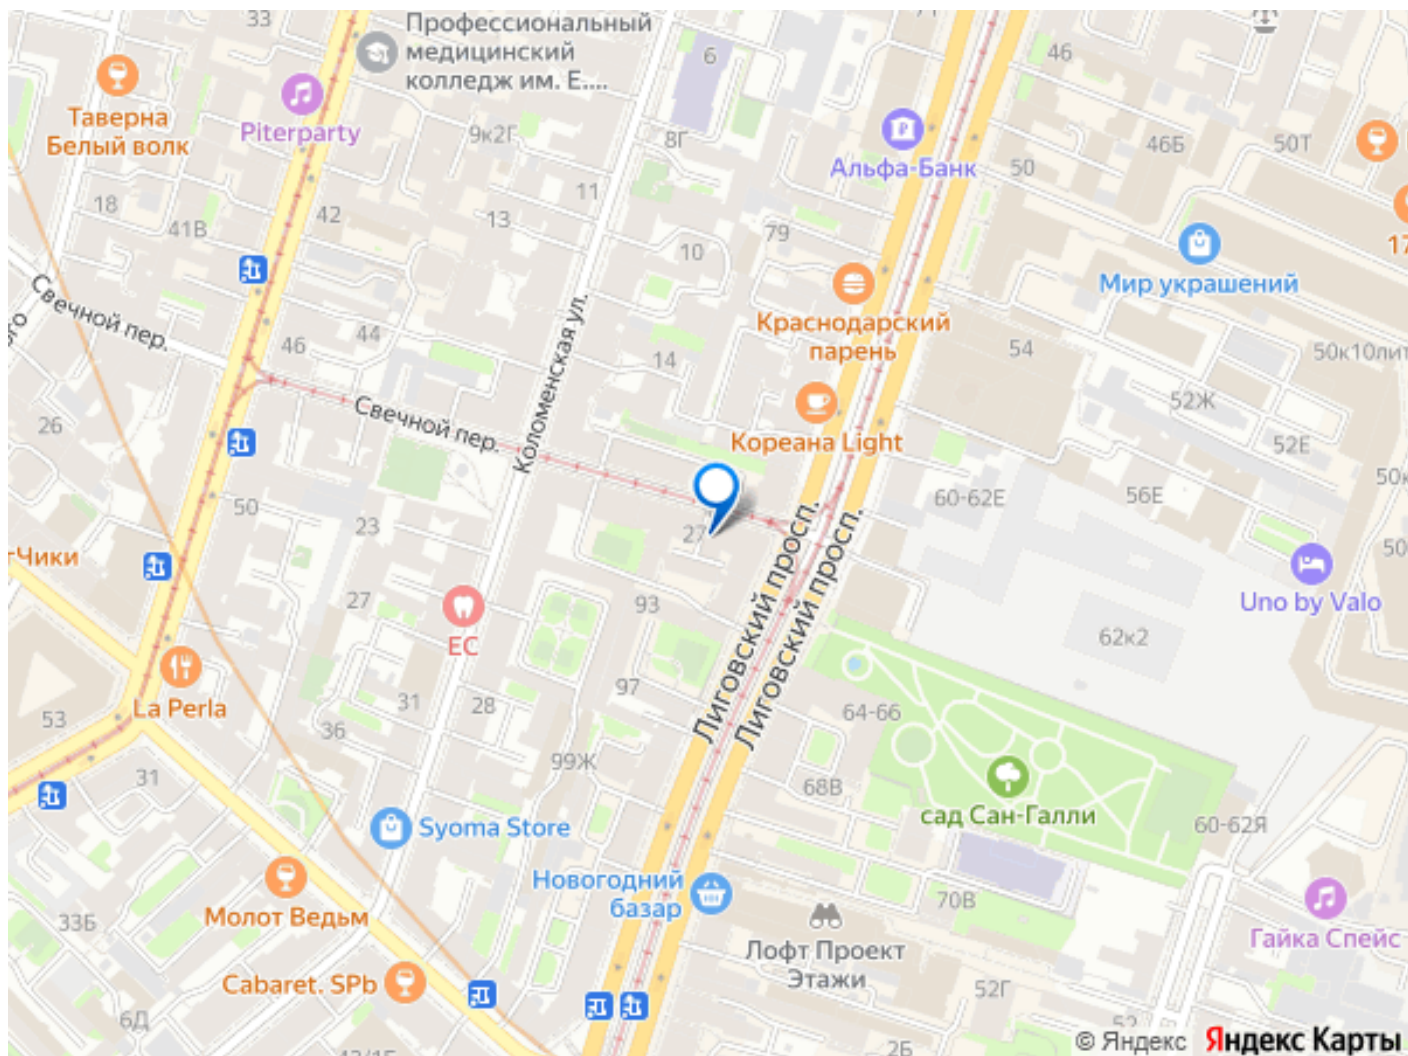 33
Профессиональный
медицинский
колледж им. Е....
6
46
Таверна
Белый волк
Piterparty
9к2Г
8Г
Альфа-Банк
46Б
50Т
50
11
18
41В
42
13
10
79
17
Мир украшений
Свечной пер.
44
46
Коломенская ул.
14
Краснодарский
парень
54
50к10лит
52Ж
Свечной пер.
26
Кореана Light
52Е
50
23
27
60-62Е
56Е
Лиговский просп.
Лиговский просп.
Чики
27
93
Uno by Valo
62к2
ЕС
La Perla
31
28
97
64-66
53
36
99Ж
31
68В
сад Сан-Галли
60-62Я
Syoma Store
Новогодний
базар
70В
33Б
Молот Ведьм
Лофт Проект
Этажи
Гайка Спейс
Cabaret. SPb
52Г
6Д
52
2Б
© Яндекс Яндекс Карты